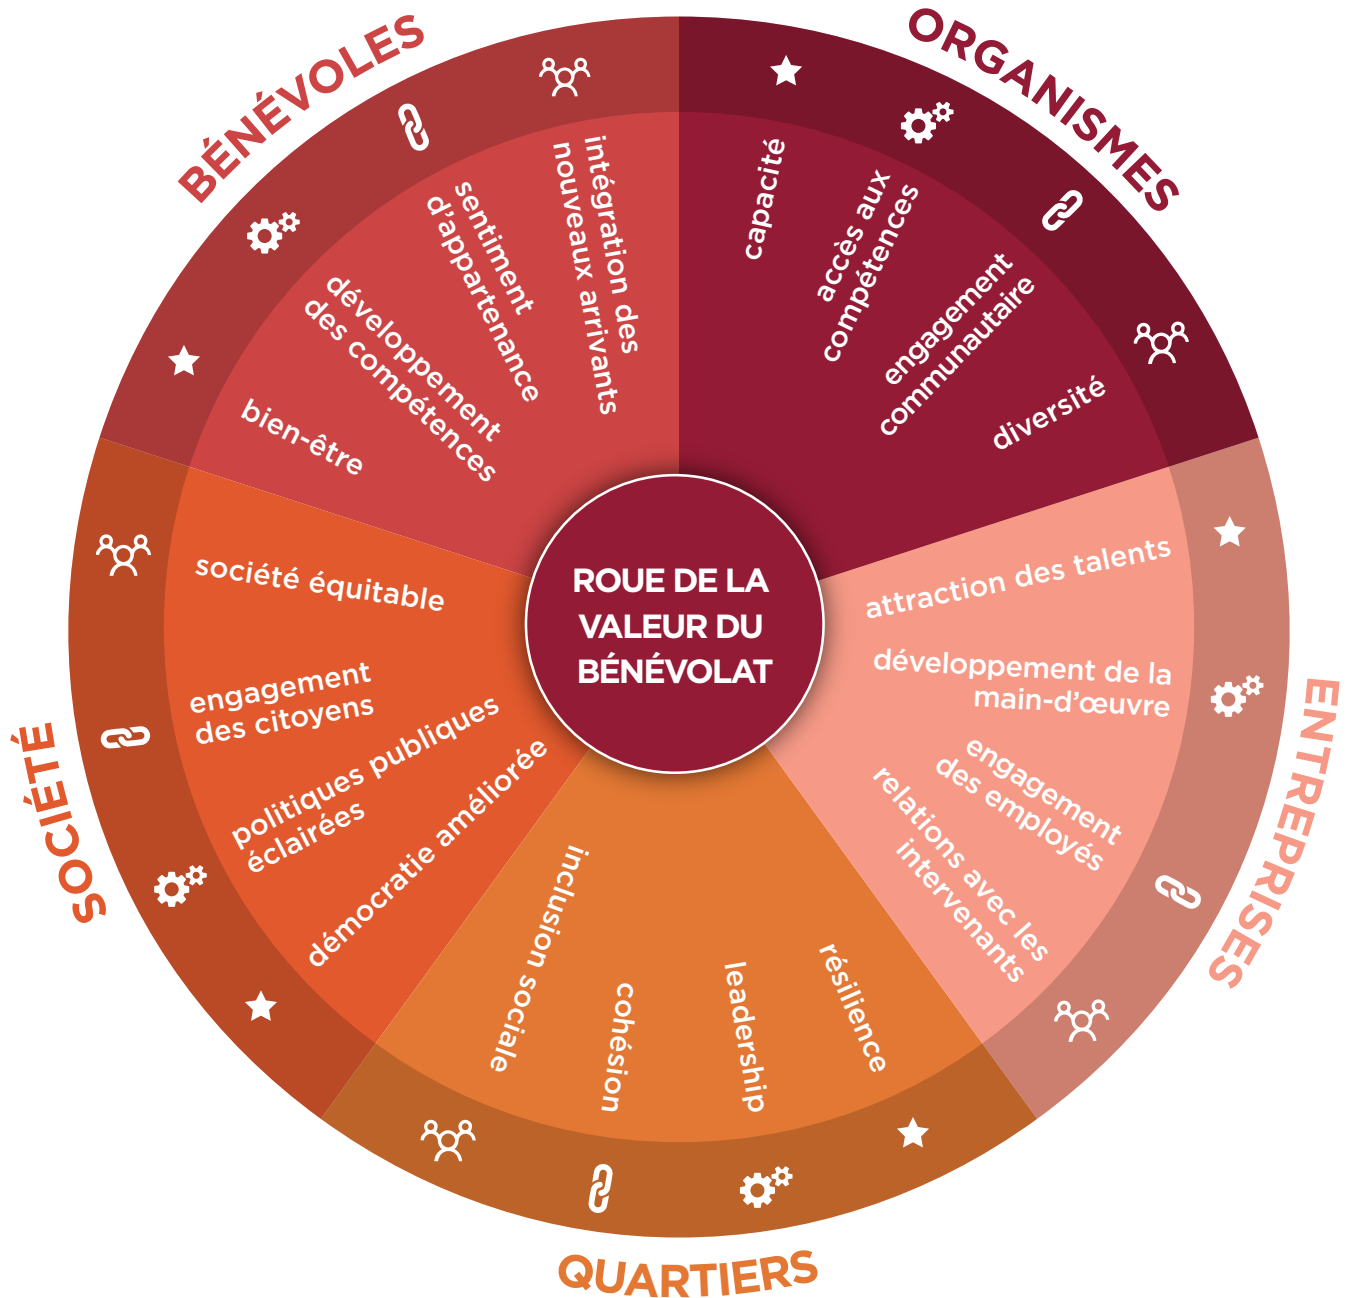 ROUE DE LA
VALEUR DU
BÉNÉVOLAT
ORGANISMES
capacité
accès aux
compétences
engagement
communautaire
diversité
ENTREPRISES
attraction des talents
développement de la
main-d'œuvre
engagement
des employés
relations avec les
intervenants
QUARTIERS
résilience
leadership
cohésion
inclusion sociale
SOCIÉTÉ
démocratie améliorée
politiques publiques
éclairées
engagement
des citoyens
société équitable
BÉNÉVOLES
bien-être
développement
des compétences
sentiment
d'appartenance
intégration des
nouveaux arrivants